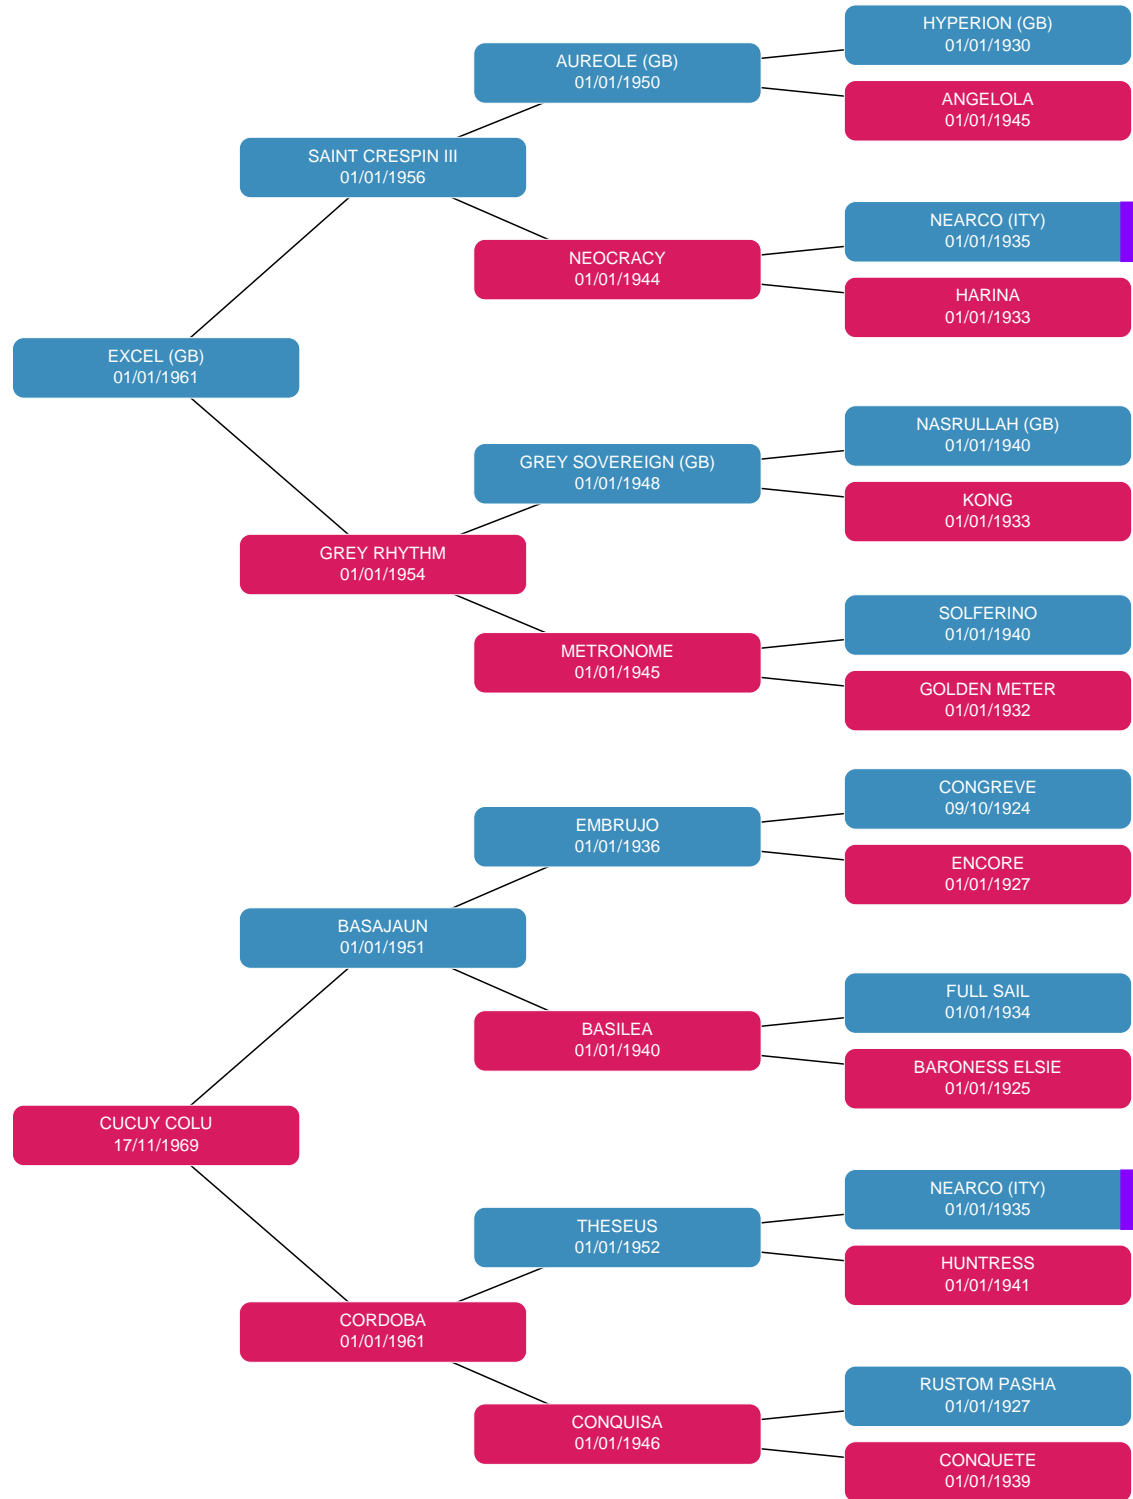 HYPERION (GB)
01/01/1930
AUREOLE (GB)
01/01/1950
ANGELOLA
01/01/1945
SAINT CRESPIN III
01/01/1956
NEARCO (ITY)
01/01/1935
NEOCRACY
01/01/1944
HARINA
01/01/1933
EXCEL (GB)
01/01/1961
NASRULLAH (GB)
01/01/1940
GREY SOVEREIGN (GB)
01/01/1948
KONG
01/01/1933
GREY RHYTHM
01/01/1954
SOLFERINO
01/01/1940
METRONOME
01/01/1945
GOLDEN METER
01/01/1932
CONGREVE
09/10/1924
EMBRUJO
01/01/1936
ENCORE
01/01/1927
BASAJAUN
01/01/1951
FULL SAIL
01/01/1934
BASILEA
01/01/1940
BARONESS ELSIE
01/01/1925
CUCUY COLU
17/11/1969
NEARCO (ITY)
01/01/1935
THESEUS
01/01/1952
HUNTRESS
01/01/1941
CORDOBA
01/01/1961
RUSTOM PASHA
01/01/1927
CONQUISA
01/01/1946
CONQUETE
01/01/1939